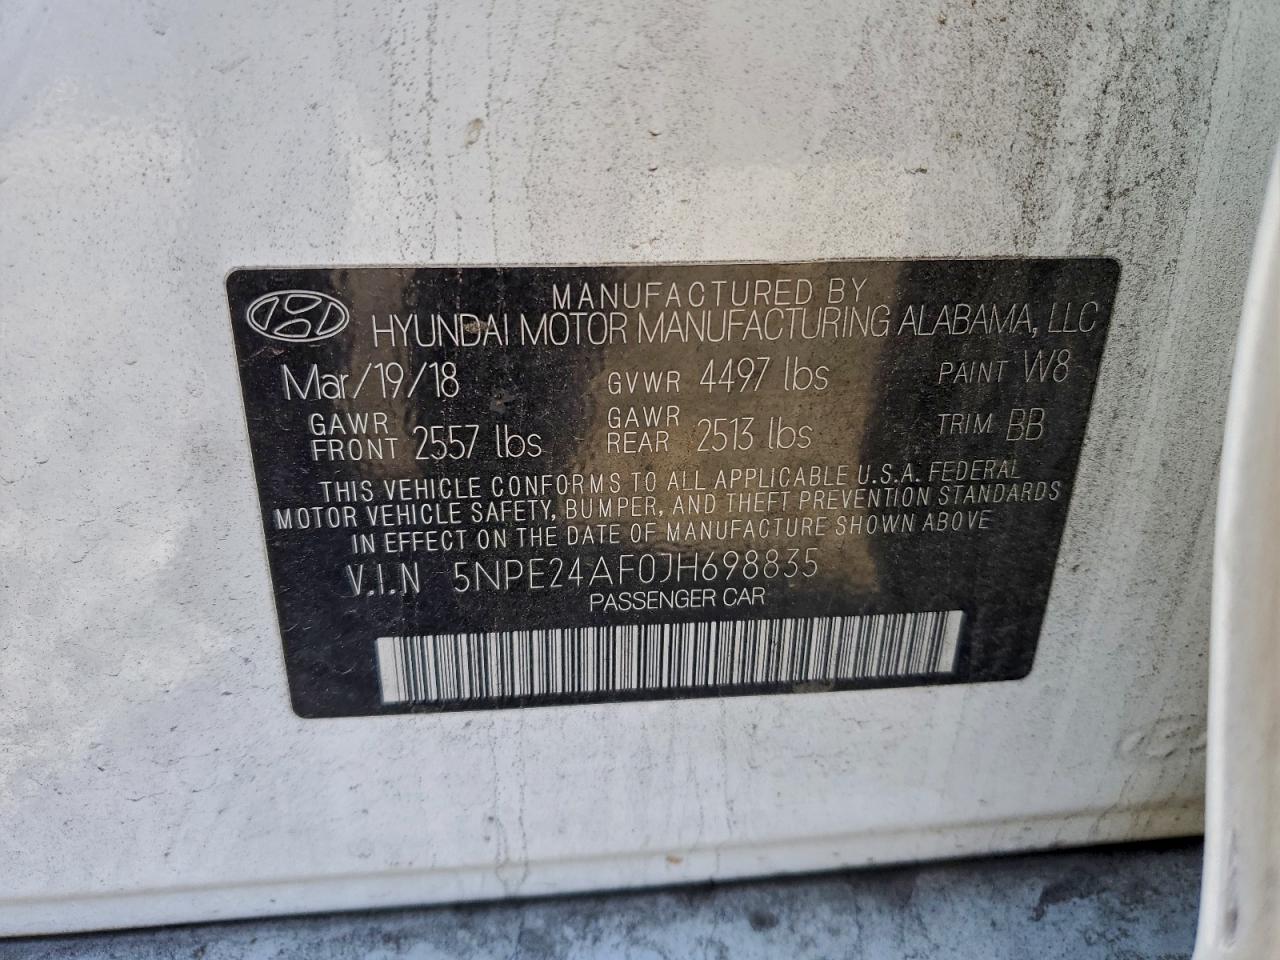 MANUFACTURED BY
HYUNDAI MOTOR MANUFACTURING ALABAMA, LLC
Mar/19/18 GVWR 4497 lbs PAINT W8
GAWR FRONT 2557 lbs GAWR REAR 2513 lbs TRIM BB
THIS VEHICLE CONFORMS TO ALL APPLICABLE U.S.A. FEDERAL
MOTOR VEHICLE SAFETY, BUMPER, AND THEFT PREVENTION STANDARDS
IN EFFECT ON THE DATE OF MANUFACTURE SHOWN ABOVE
V.I.N 5NPE24AF0JH698835
PASSENGER CAR